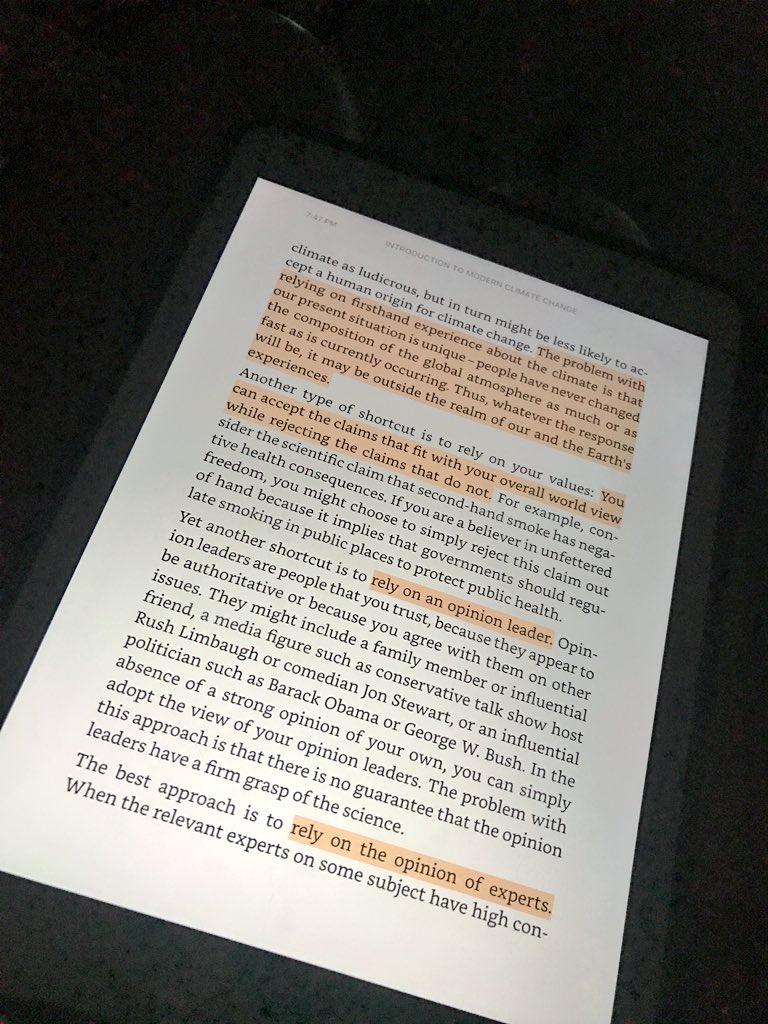 7:47 PM
INTRODUCTION TO MODERN CLIMATE CHANGE
climate as ludicrous, but in turn might be less likely to ac-
cept a human origin for climate change. The problem with
relying on firsthand experience about the climate is that
our present situation is unique – people have never changed
the composition of the global atmosphere as much or as
fast as is currently occurring. Thus, whatever the response
will be, it may be outside the realm of our and the Earth's
experiences.
Another type of shortcut is to rely on your values: You
can accept the claims that fit with your overall world view
while rejecting the claims that do not. For example, con-
sider the scientific claim that second-hand smoke has nega-
tive health consequences. If you are a believer in unfettered
freedom, you might choose to simply reject this claim out
of hand because it implies that governments should regu-
late smoking in public places to protect public health.
Yet another shortcut is to rely on an opinion leader. Opin-
ion leaders are people that you trust, because they appear to
be authoritative or because you agree with them on other
issues. They might include a family member or influential
friend, a media figure such as conservative talk show host
Rush Limbaugh or comedian Jon Stewart, or an influential
politician such as Barack Obama or George W. Bush. In the
absence of a strong opinion of your own, you can simply
adopt the view of your opinion leaders. The problem with
this approach is that there is no guarantee that the opinion
leaders have a firm grasp of the science.
The best approach is to rely on the opinion of experts.
When the relevant experts on some subject have high con-